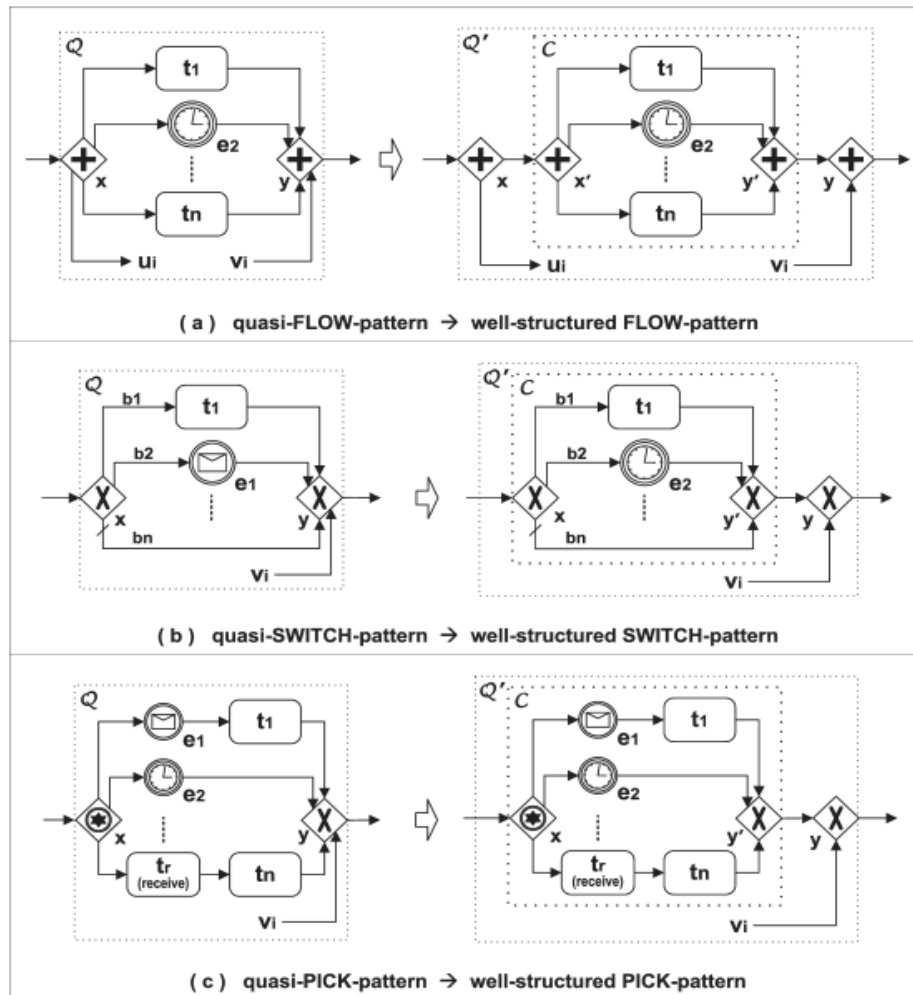 Q
t1
e2
x
y
tn
ui
vi
Q'
C
t1
e2
x
x'
y'
y
tn
ui
vi
( a ) quasi-FLOW-pattern → well-structured FLOW-pattern
Q
b1
t1
b2
e1
x
y
bn
vi
Q'
C
b1
t1
b2
e2
x
y'
y
bn
vi
( b ) quasi-SWITCH-pattern → well-structured SWITCH-pattern
Q
e1
t1
e2
x
y
tr
(receive)
tn
vi
Q'
C
e1
t1
e2
x
y'
y
tr
(receive)
tn
vi
( c ) quasi-PICK-pattern → well-structured PICK-pattern